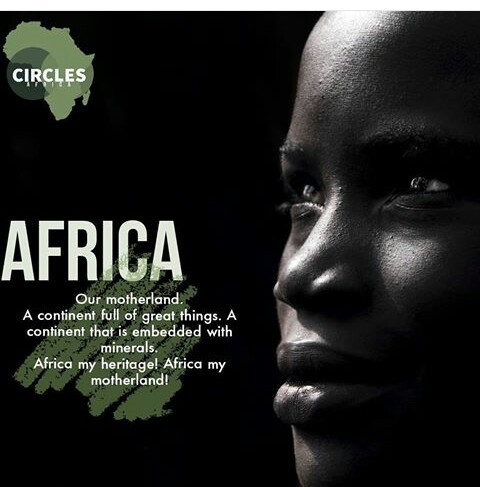 CIRCLES
AFRICA
AFRICA
Our motherland.
A continent full of great things. A
continent that is embedded with
minerals.
Africa my heritage! Africa my
motherland!